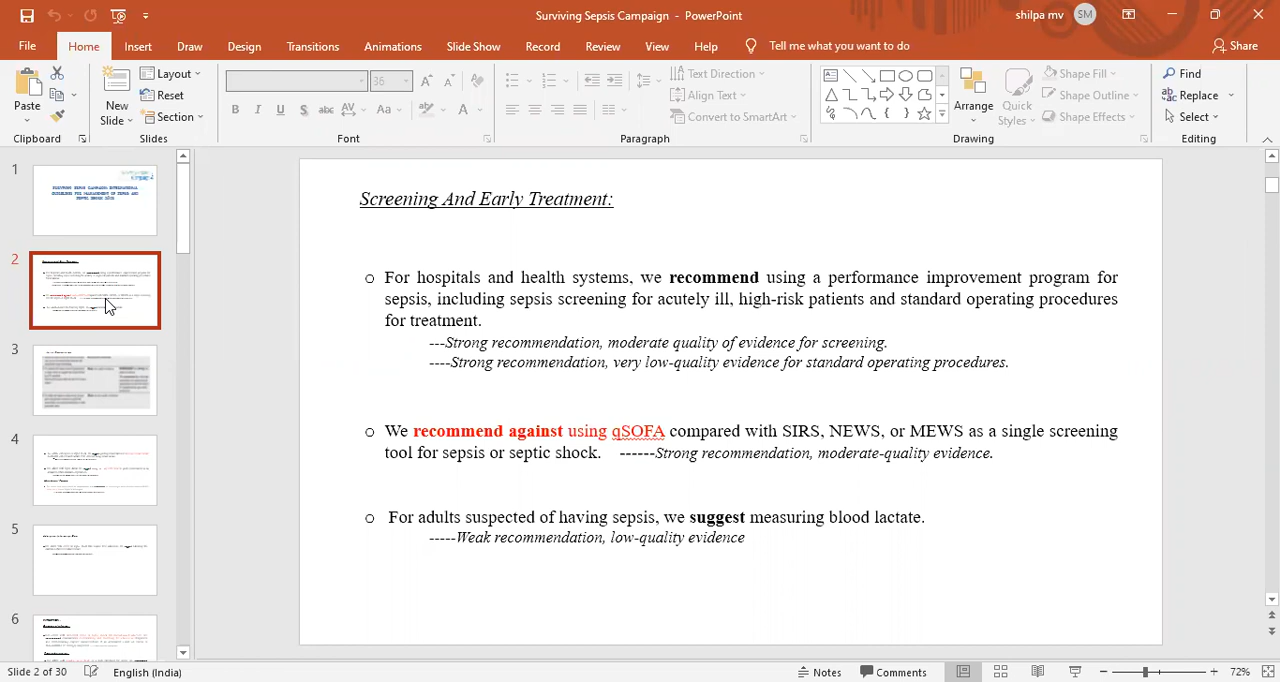 Surviving Sepsis Campaign - PowerPoint
shilpa mv SM
File Home Insert Draw Design Transitions Animations Slide Show Record Review View Help Tell me what you want to do Share
Paste
Clipboard
New
Slide
Layout
Reset
Section
Slides
36
B I U S abc AV Aa A
Font
Paragraph
Text Direction
Align Text
Convert to SmartArt
Arrange
Quick
Styles
Drawing
Shape Fill
Shape Outline
Shape Effects
Find
Replace
Select
Editing
1
2
3
4
5
6
Screening And Early Treatment:
o For hospitals and health systems, we recommend using a performance improvement program for
sepsis, including sepsis screening for acutely ill, high-risk patients and standard operating procedures
for treatment.
---Strong recommendation, moderate quality of evidence for screening.
----Strong recommendation, very low-quality evidence for standard operating procedures.
o We recommend against using qSOFA compared with SIRS, NEWS, or MEWS as a single screening
tool for sepsis or septic shock. ------Strong recommendation, moderate-quality evidence.
o For adults suspected of having sepsis, we suggest measuring blood lactate.
-----Weak recommendation, low-quality evidence
Slide 2 of 30 English (India) Notes Comments 72%